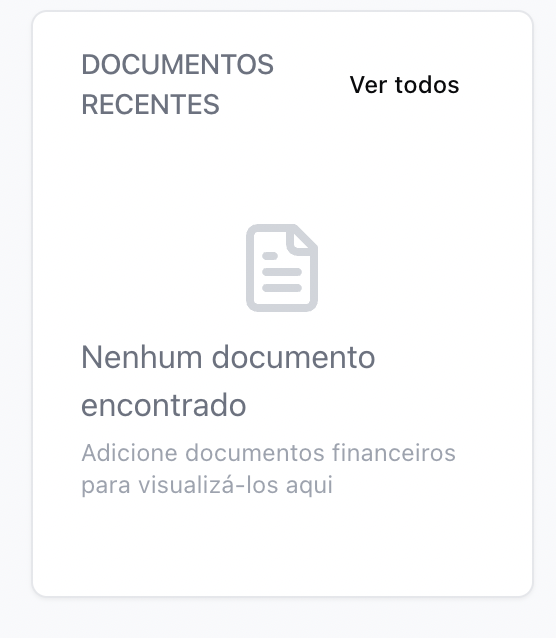 DOCUMENTOS
RECENTES
Ver todos
Nenhum documento
encontrado
Adicione documentos financeiros
para visualizá-los aqui